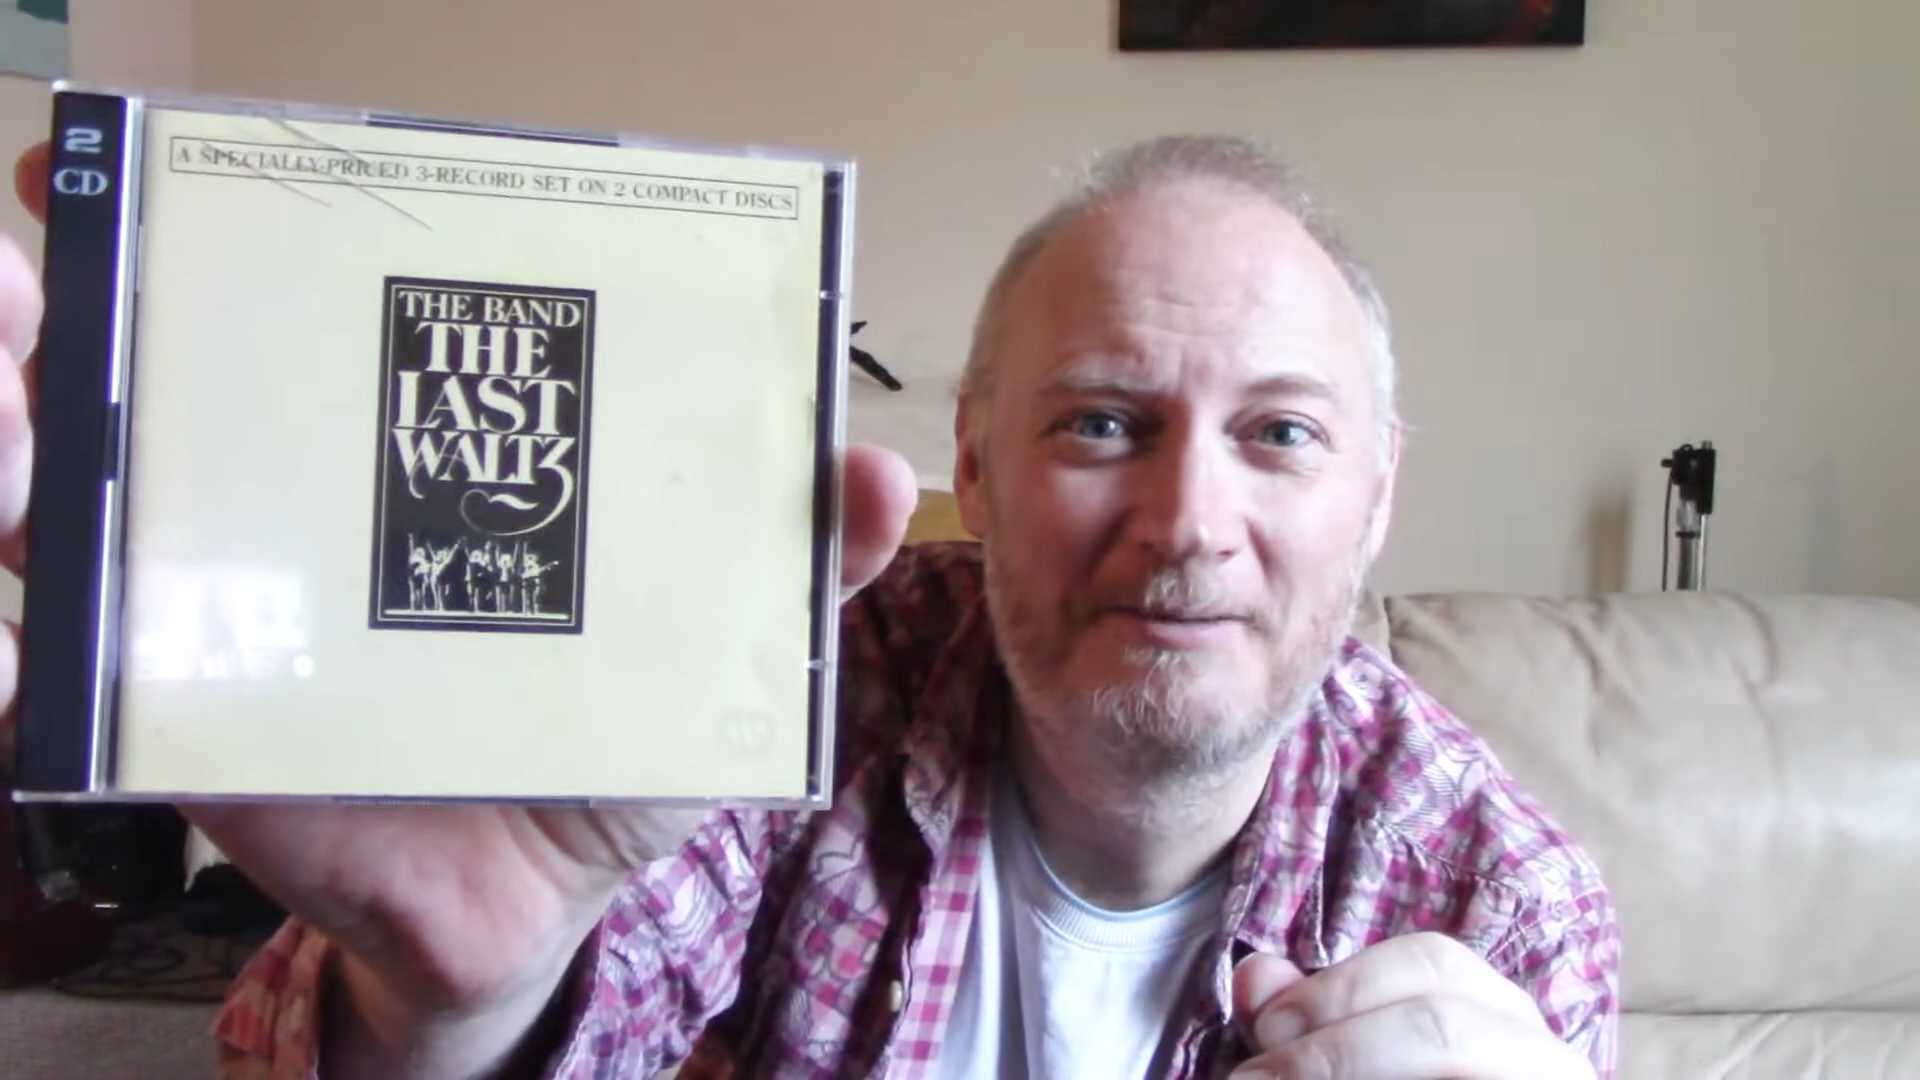 2
CD
A SPECIALLY-PRICED 3-RECORD SET ON 2 COMPACT DISCS
THE BAND
THE
LAST
WALTZ